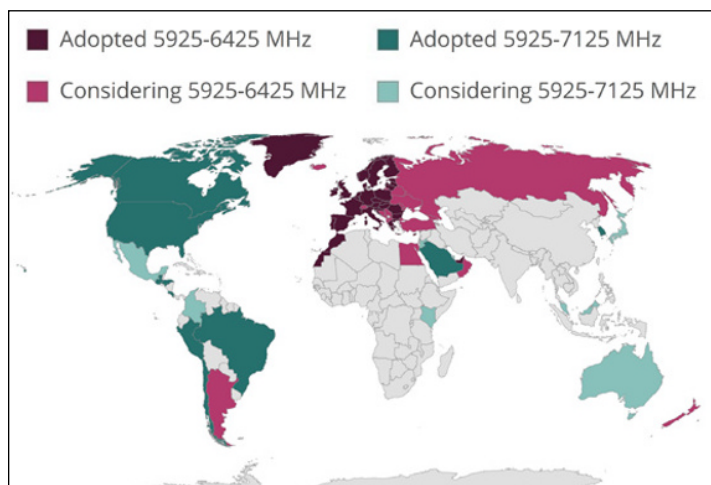 Adopted 5925-6425 MHz
Adopted 5925-7125 MHz
Considering 5925-6425 MHz
Considering 5925-7125 MHz